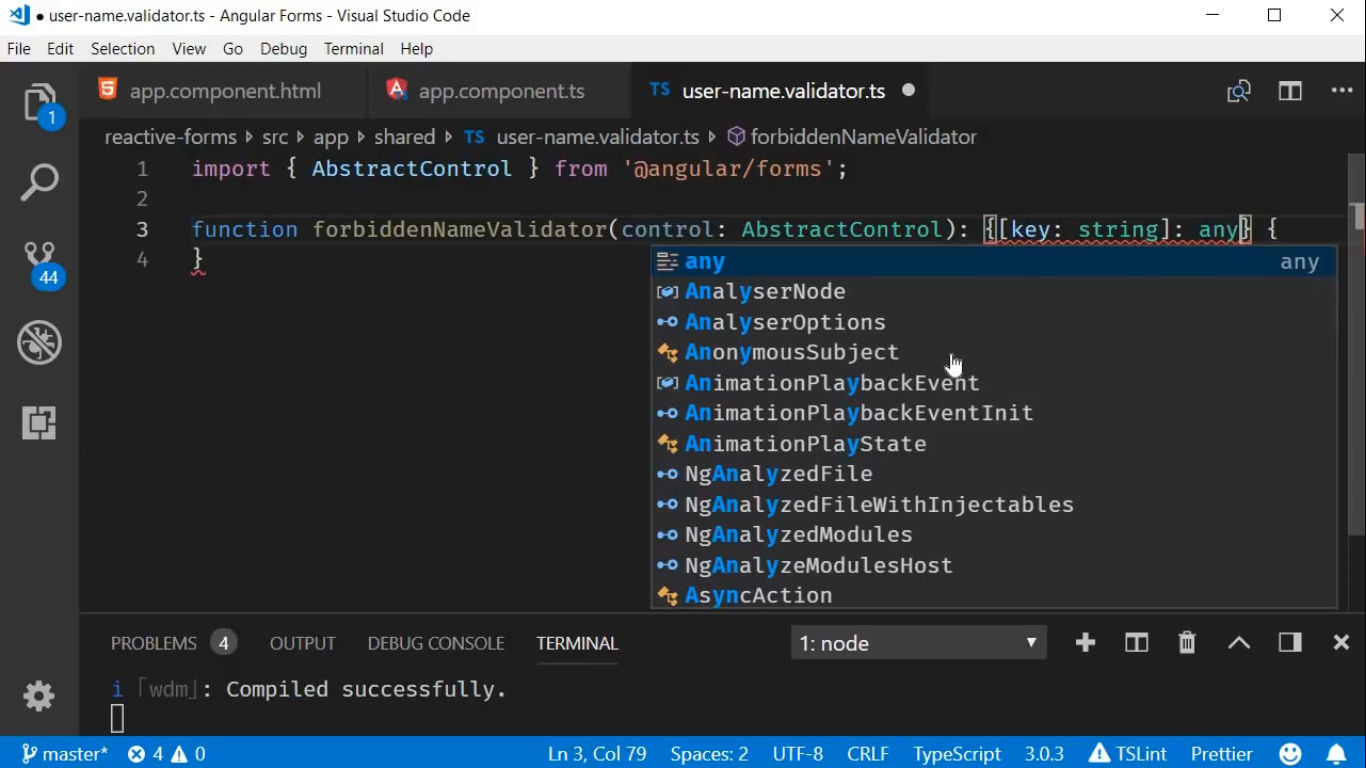 ● user-name.validator.ts - Angular Forms - Visual Studio Code
File Edit Selection View Go Debug Terminal Help
1
app.component.html
app.component.ts
TS user-name.validator.ts ●
reactive-forms ▸ src ▸ app ▸ shared ▸ TS user-name.validator.ts ▸ forbiddenNameValidator
1 import { AbstractControl } from '@angular/forms';
2
3 function forbiddenNameValidator(control: AbstractControl): {[key: string]: any} {
4 }
any any
AnalyserNode
AnalyserOptions
AnonymousSubject
AnimationPlaybackEvent
AnimationPlaybackEventInit
AnimationPlayState
NgAnalyzedFile
NgAnalyzedFileWithInjectables
NgAnalyzedModules
NgAnalyzeModulesHost
AsyncAction
44
PROBLEMS 4 OUTPUT DEBUG CONSOLE TERMINAL 1: node
i ｢wdm｣: Compiled successfully.
master* 4 0 Ln 3, Col 79 Spaces: 2 UTF-8 CRLF TypeScript 3.0.3 TSLint Prettier